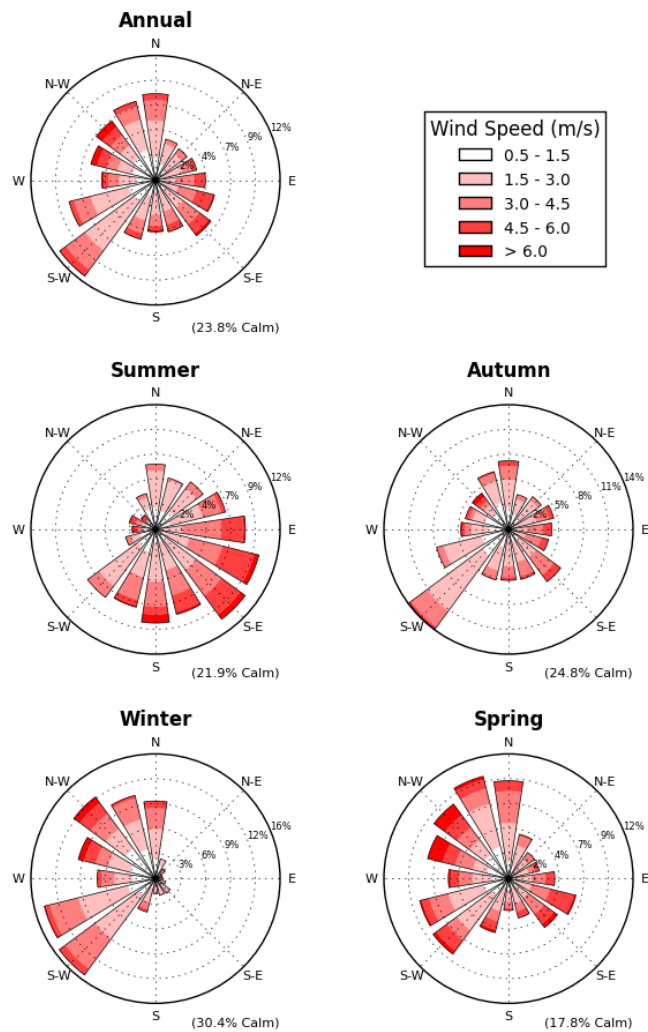 Annual
N
N-W
N-E
12%
9%
7%
4%
2%
W
E
S-W
S-E
S
(23.8% Calm)
Wind Speed (m/s)
0.5 - 1.5
1.5 - 3.0
3.0 - 4.5
4.5 - 6.0
> 6.0
Summer
N
N-W
N-E
12%
9%
7%
4%
2%
W
E
S-W
S-E
S
(21.9% Calm)
Autumn
N
N-W
N-E
14%
11%
8%
5%
2%
W
E
S-W
S-E
S
(24.8% Calm)
Winter
N
N-W
N-E
16%
12%
9%
6%
3%
W
E
S-W
S-E
S
(30.4% Calm)
Spring
N
N-W
N-E
12%
9%
7%
4%
2%
W
E
S-W
S-E
S
(17.8% Calm)